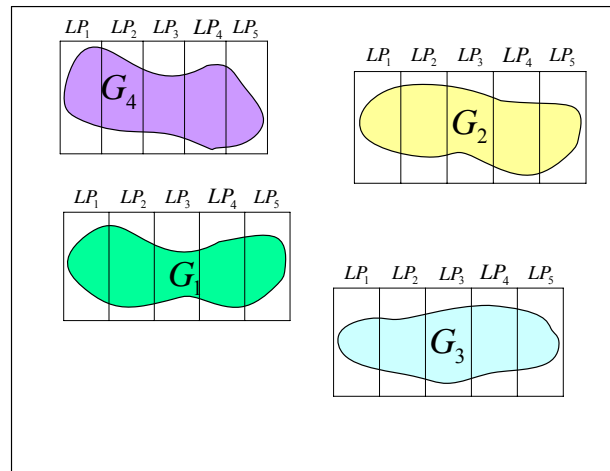 LP₁ LP₂ LP₃ LP₄ LP₅
G₄
LP₁ LP₂ LP₃ LP₄ LP₅
G₂
LP₁ LP₂ LP₃ LP₄ LP₅
G₁
LP₁ LP₂ LP₃ LP₄ LP₅
G₃